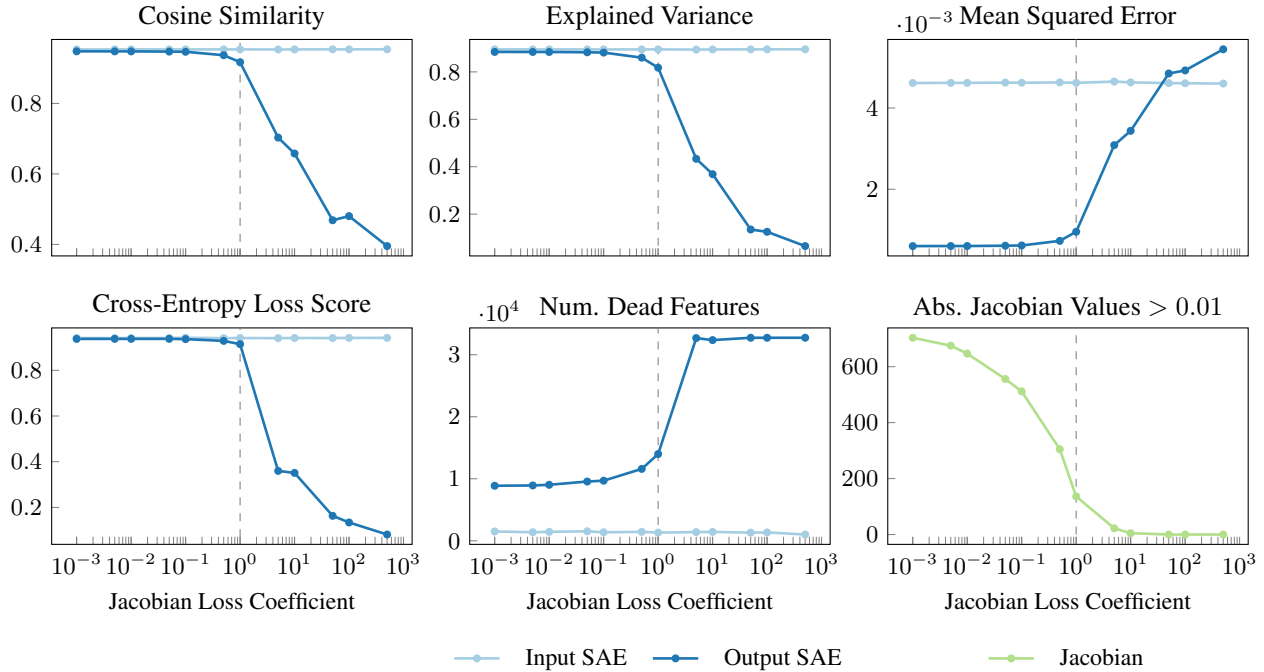 Cosine Similarity
0.8
0.6
0.4
Explained Variance
0.8
0.6
0.4
0.2
·10⁻³ Mean Squared Error
4
2
Cross-Entropy Loss Score
0.8
0.6
0.4
0.2
10⁻³ 10⁻² 10⁻¹ 10⁰ 10¹ 10² 10³
Jacobian Loss Coefficient
·10⁴ Num. Dead Features
3
2
1
0
10⁻³ 10⁻² 10⁻¹ 10⁰ 10¹ 10² 10³
Jacobian Loss Coefficient
Abs. Jacobian Values > 0.01
600
400
200
0
10⁻³ 10⁻² 10⁻¹ 10⁰ 10¹ 10² 10³
Jacobian Loss Coefficient
Input SAE Output SAE Jacobian